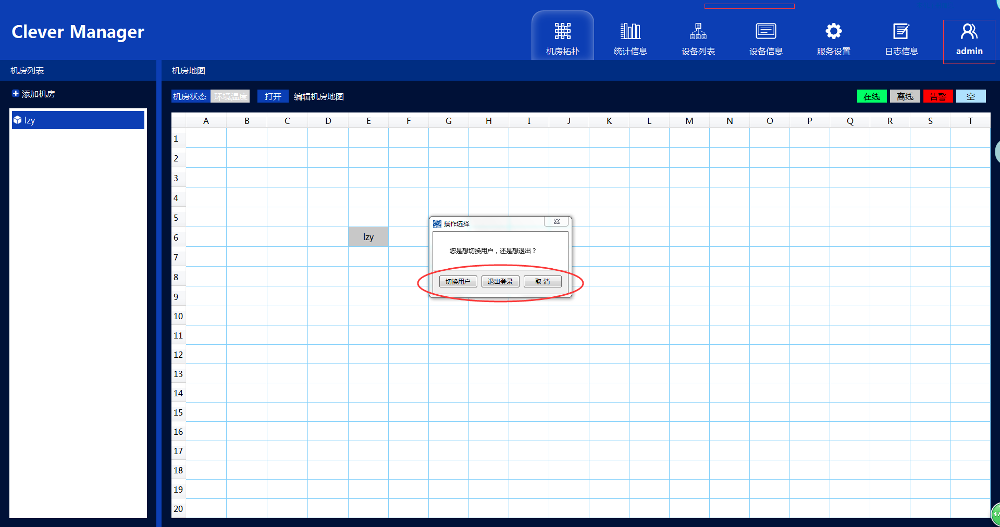 Clever Manager
机房拓扑
统计信息
设备列表
设备信息
服务设置
日志信息
admin
机房列表
机房地图
添加机房
机房状态 环境温度 打开 编辑机房地图
在线 离线 告警 空
lzy
A B C D E F G H I J K L M N O P Q R S T
1
2
3
4
5
6
lzy
7
8
9
10
11
12
13
14
15
16
17
18
19
20
操作选择
您是想切换用户，还是想退出？
切换用户 退出登录 取 消
47